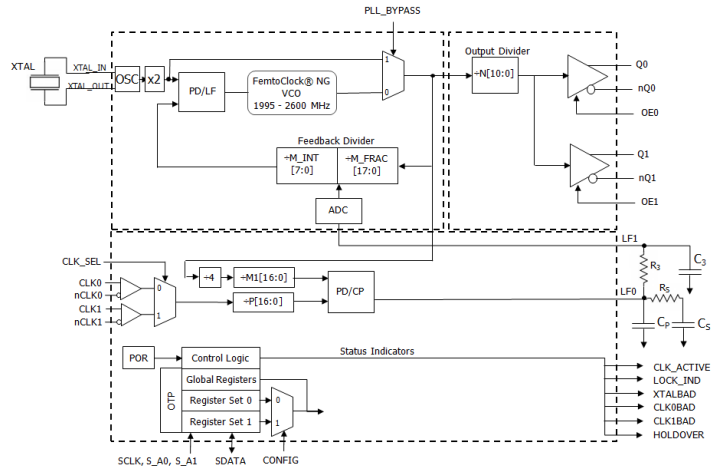 PLL_BYPASS
XTAL
XTAL_IN
XTAL_OUT
OSC
x2
PD/LF
FemtoClock® NG
VCO
1995 - 2600 MHz
1
0
Output Divider
÷N[10:0]
Q0
nQ0
OE0
Feedback Divider
÷M_INT
[7:0]
÷M_FRAC
[17:0]
ADC
Q1
nQ1
OE1
CLK_SEL
LF1
CLK0
nCLK0
CLK1
nCLK1
0
1
÷4
÷M1[16:0]
÷P[16:0]
PD/CP
LF0
R3
C3
RS
CP
CS
POR
Control Logic
Status Indicators
OTP
Global Registers
Register Set 0
Register Set 1
0
1
CLK_ACTIVE
LOCK_IND
XTALBAD
CLK0BAD
CLK1BAD
HOLDOVER
SCLK, S_A0, S_A1
SDATA
CONFIG